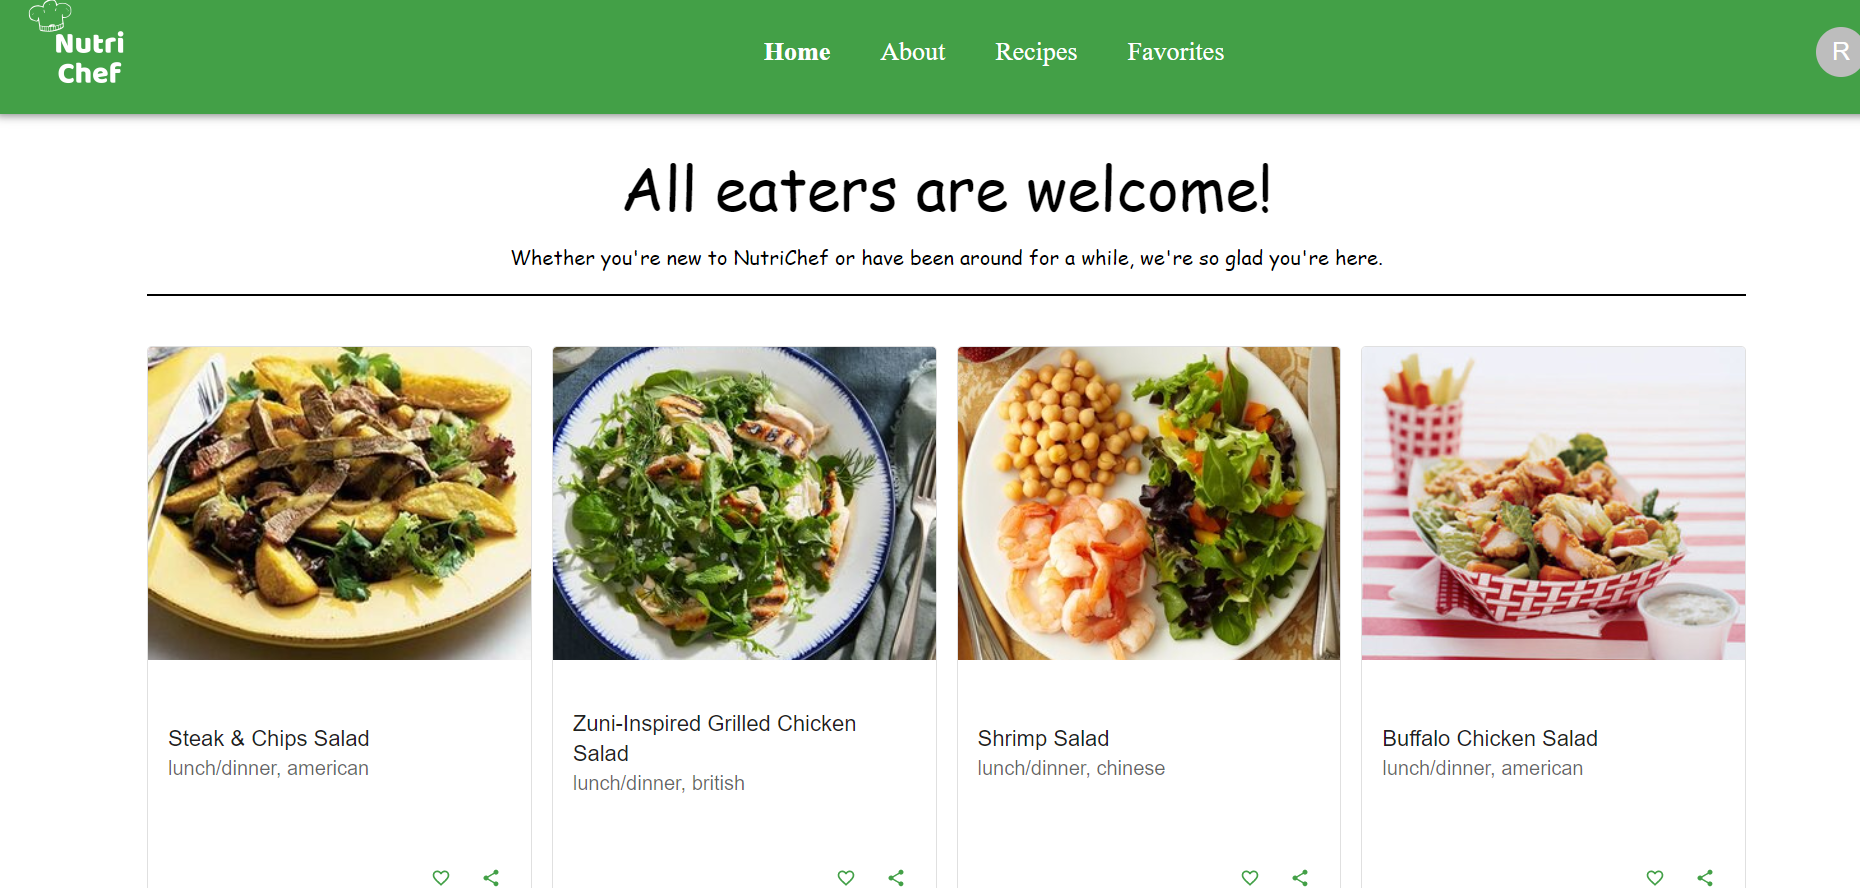 Nutri
Chef
Home About Recipes Favorites
R
All eaters are welcome!
Whether you're new to NutriChef or have been around for a while, we're so glad you're here.
Steak & Chips Salad
lunch/dinner, american
Zuni-Inspired Grilled Chicken
Salad
lunch/dinner, british
Shrimp Salad
lunch/dinner, chinese
Buffalo Chicken Salad
lunch/dinner, american